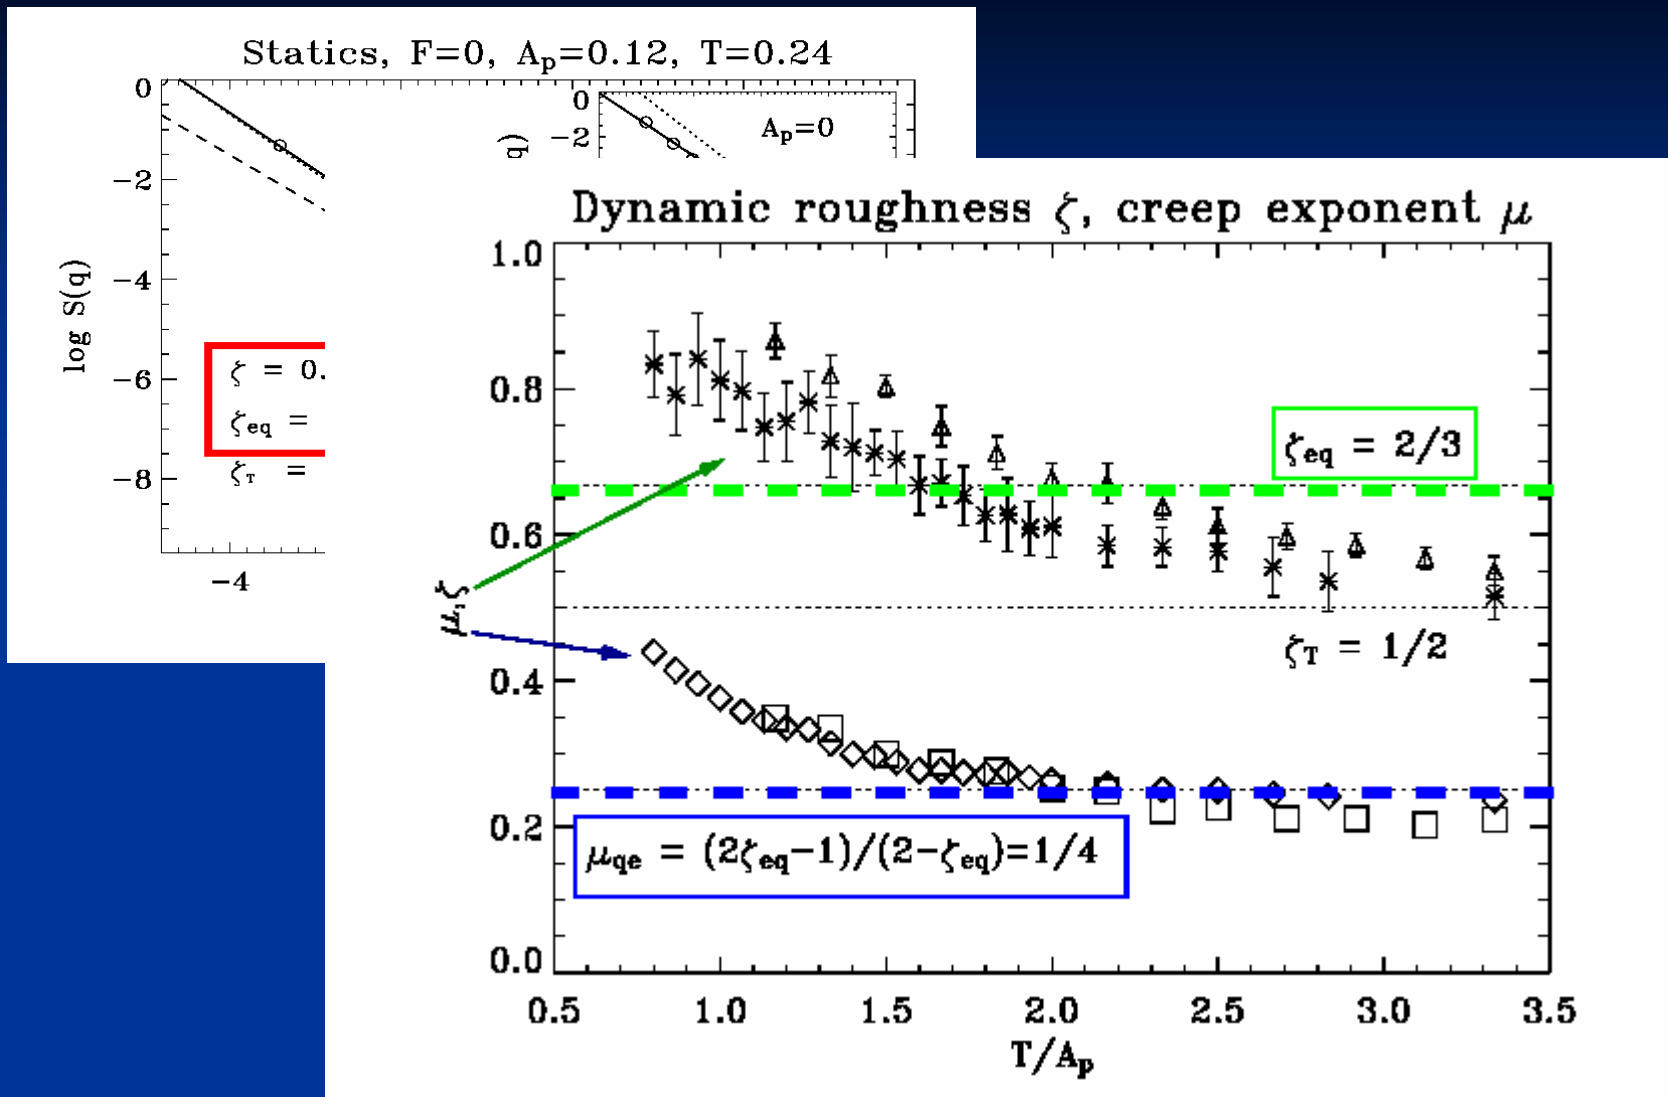 Statics, F=0, Ap=0.12, T=0.24
0
−2
−4
−6
−8
log S(q)
−4
0
−2
q)
Ap=0
ζ = 0.
ζeq =
ζT =
Dynamic roughness ζ, creep exponent μ
1.0
0.8
0.6
0.4
0.2
0.0
μ,ζ
ζeq = 2/3
ζT = 1/2
μqe = (2ζeq−1)/(2−ζeq)=1/4
0.5 1.0 1.5 2.0 2.5 3.0 3.5
T/Ap